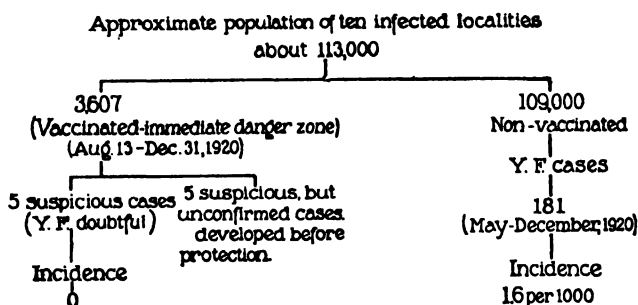 Approximate population of ten infected localities
about 113,000
3,607
(Vaccinated-immediate danger zone)
(Aug. 13-Dec. 31, 1920)
5 suspicious cases
(Y. F. doubtful)
Incidence
0
5 suspicious, but
unconfirmed cases
developed before
protection.
109,000
Non-vaccinated
Y. F. cases
181
(May-December, 1920)
Incidence
1.6 per 1000